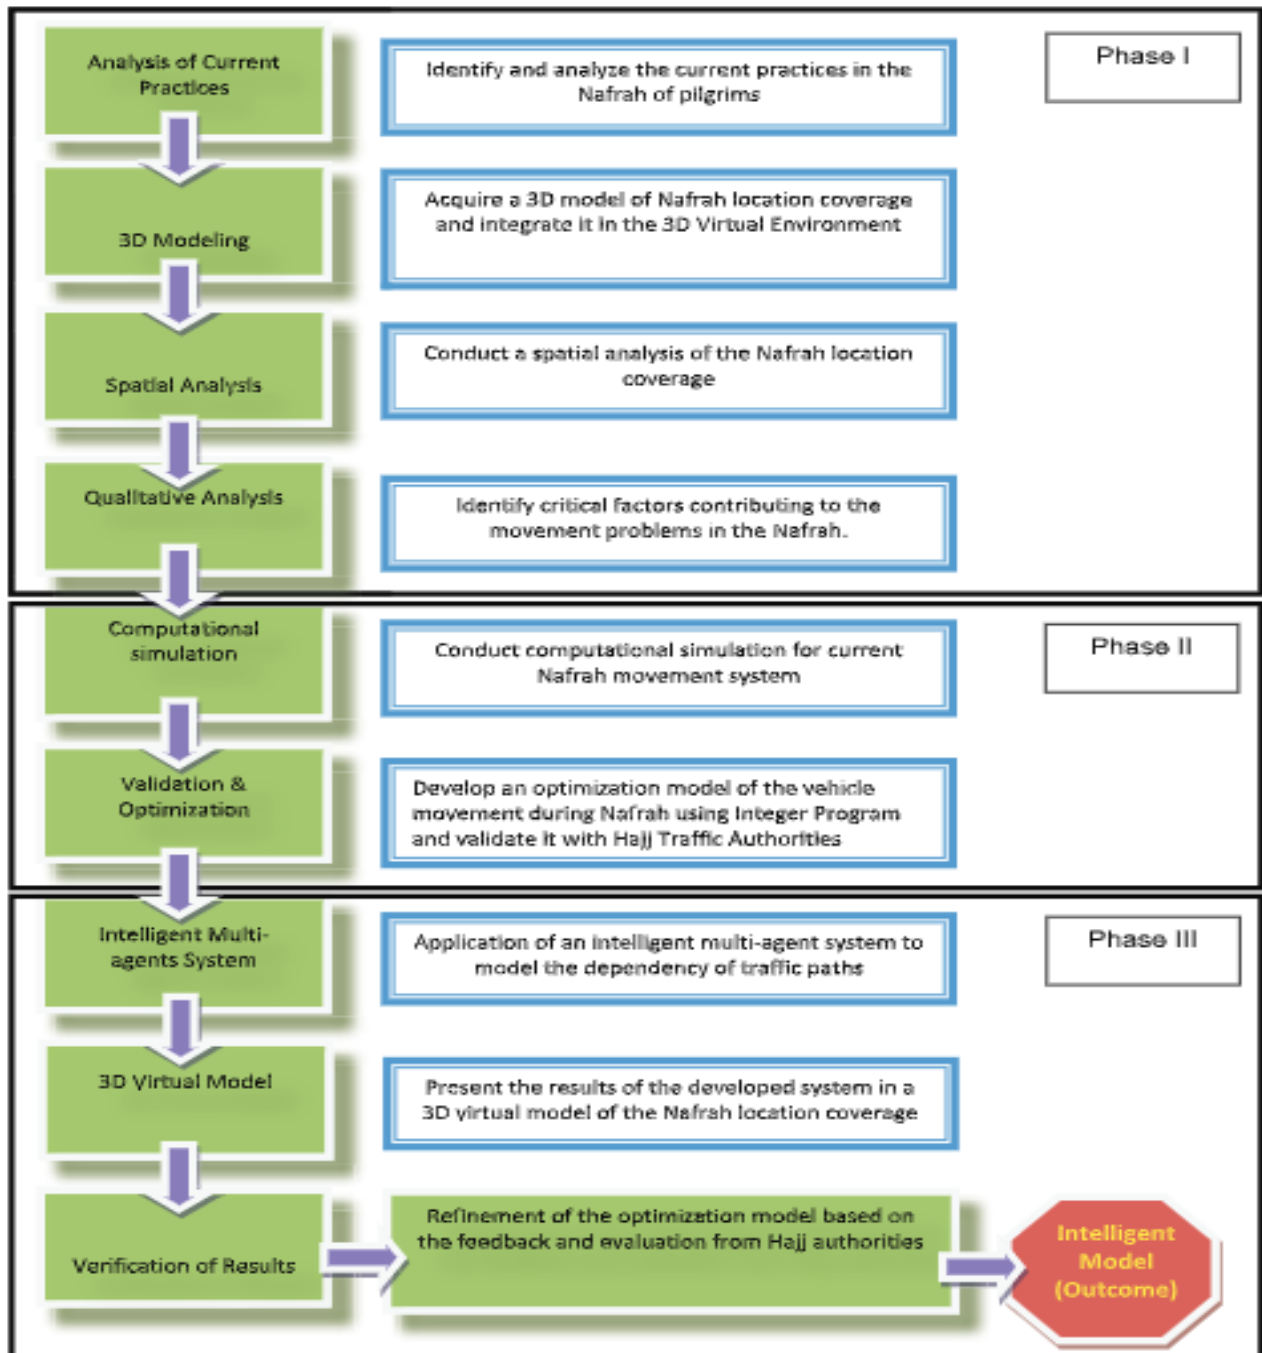 Analysis of Current
Practices
Identify and analyze the current practices in the
Nafrah of pilgrims
Phase I
3D Modeling
Acquire a 3D model of Nafrah location coverage
and integrate it in the 3D Virtual Environment
Spatial Analysis
Conduct a spatial analysis of the Nafrah location
coverage
Qualitative Analysis
Identify critical factors contributing to the
movement problems in the Nafrah.
Computational
simulation
Conduct computational simulation for current
Nafrah movement system
Phase II
Validation &
Optimization
Develop an optimization model of the vehicle
movement during Nafrah using Integer Program
and validate it with Hajj Traffic Authorities
Intelligent Multi-
agents System
Application of an intelligent multi-agent system to
model the dependency of traffic paths
Phase III
3D Virtual Model
Present the results of the developed system in a
3D virtual model of the Nafrah location coverage
Verification of Results
Refinement of the optimization model based on
the feedback and evaluation from Hajj authorities
Intelligent
Model
(Outcome)